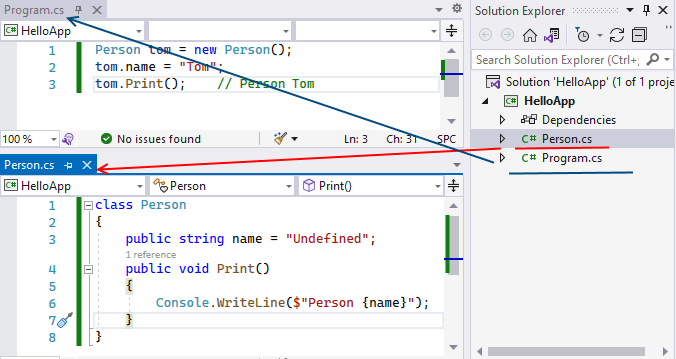 Program.cs
HelloApp
1 Person tom = new Person();
2 tom.name = "Tom";
3 tom.Print(); // Person Tom
100 % No issues found Ln: 3 Ch: 31 SPC
Person.cs
HelloApp Person Print()
1 class Person
2 {
3 public string name = "Undefined";
1 reference
4 public void Print()
5 {
6 Console.WriteLine($"Person {name}");
7 }
8 }
Solution Explorer
Search Solution Explorer (Ctrl+;
Solution 'HelloApp' (1 of 1 proje
C# HelloApp
Dependencies
C# Person.cs
C# Program.cs